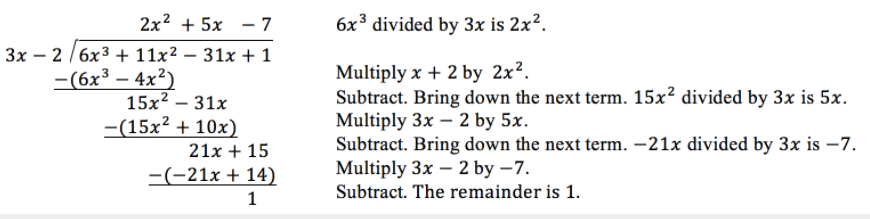 2x² + 5x − 7 6x³ divided by 3x is 2x².
3x − 2 /6x³ + 11x² − 31x + 1
−(6x³ − 4x²) Multiply x + 2 by 2x².
15x² − 31x Subtract. Bring down the next term. 15x² divided by 3x is 5x.
−(15x² + 10x) Multiply 3x − 2 by 5x.
21x + 15 Subtract. Bring down the next term. −21x divided by 3x is −7.
−(−21x + 14) Multiply 3x − 2 by −7.
1 Subtract. The remainder is 1.